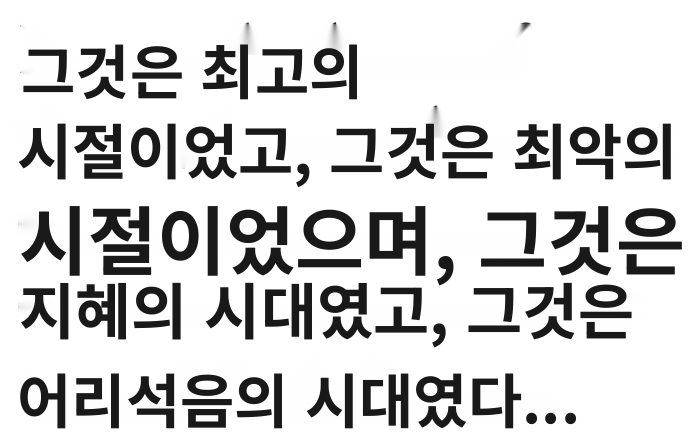 그것은 최고의
시절이었고, 그것은 최악의
시절이었으며, 그것은
지혜의 시대였고, 그것은
어리석음의 시대였다...